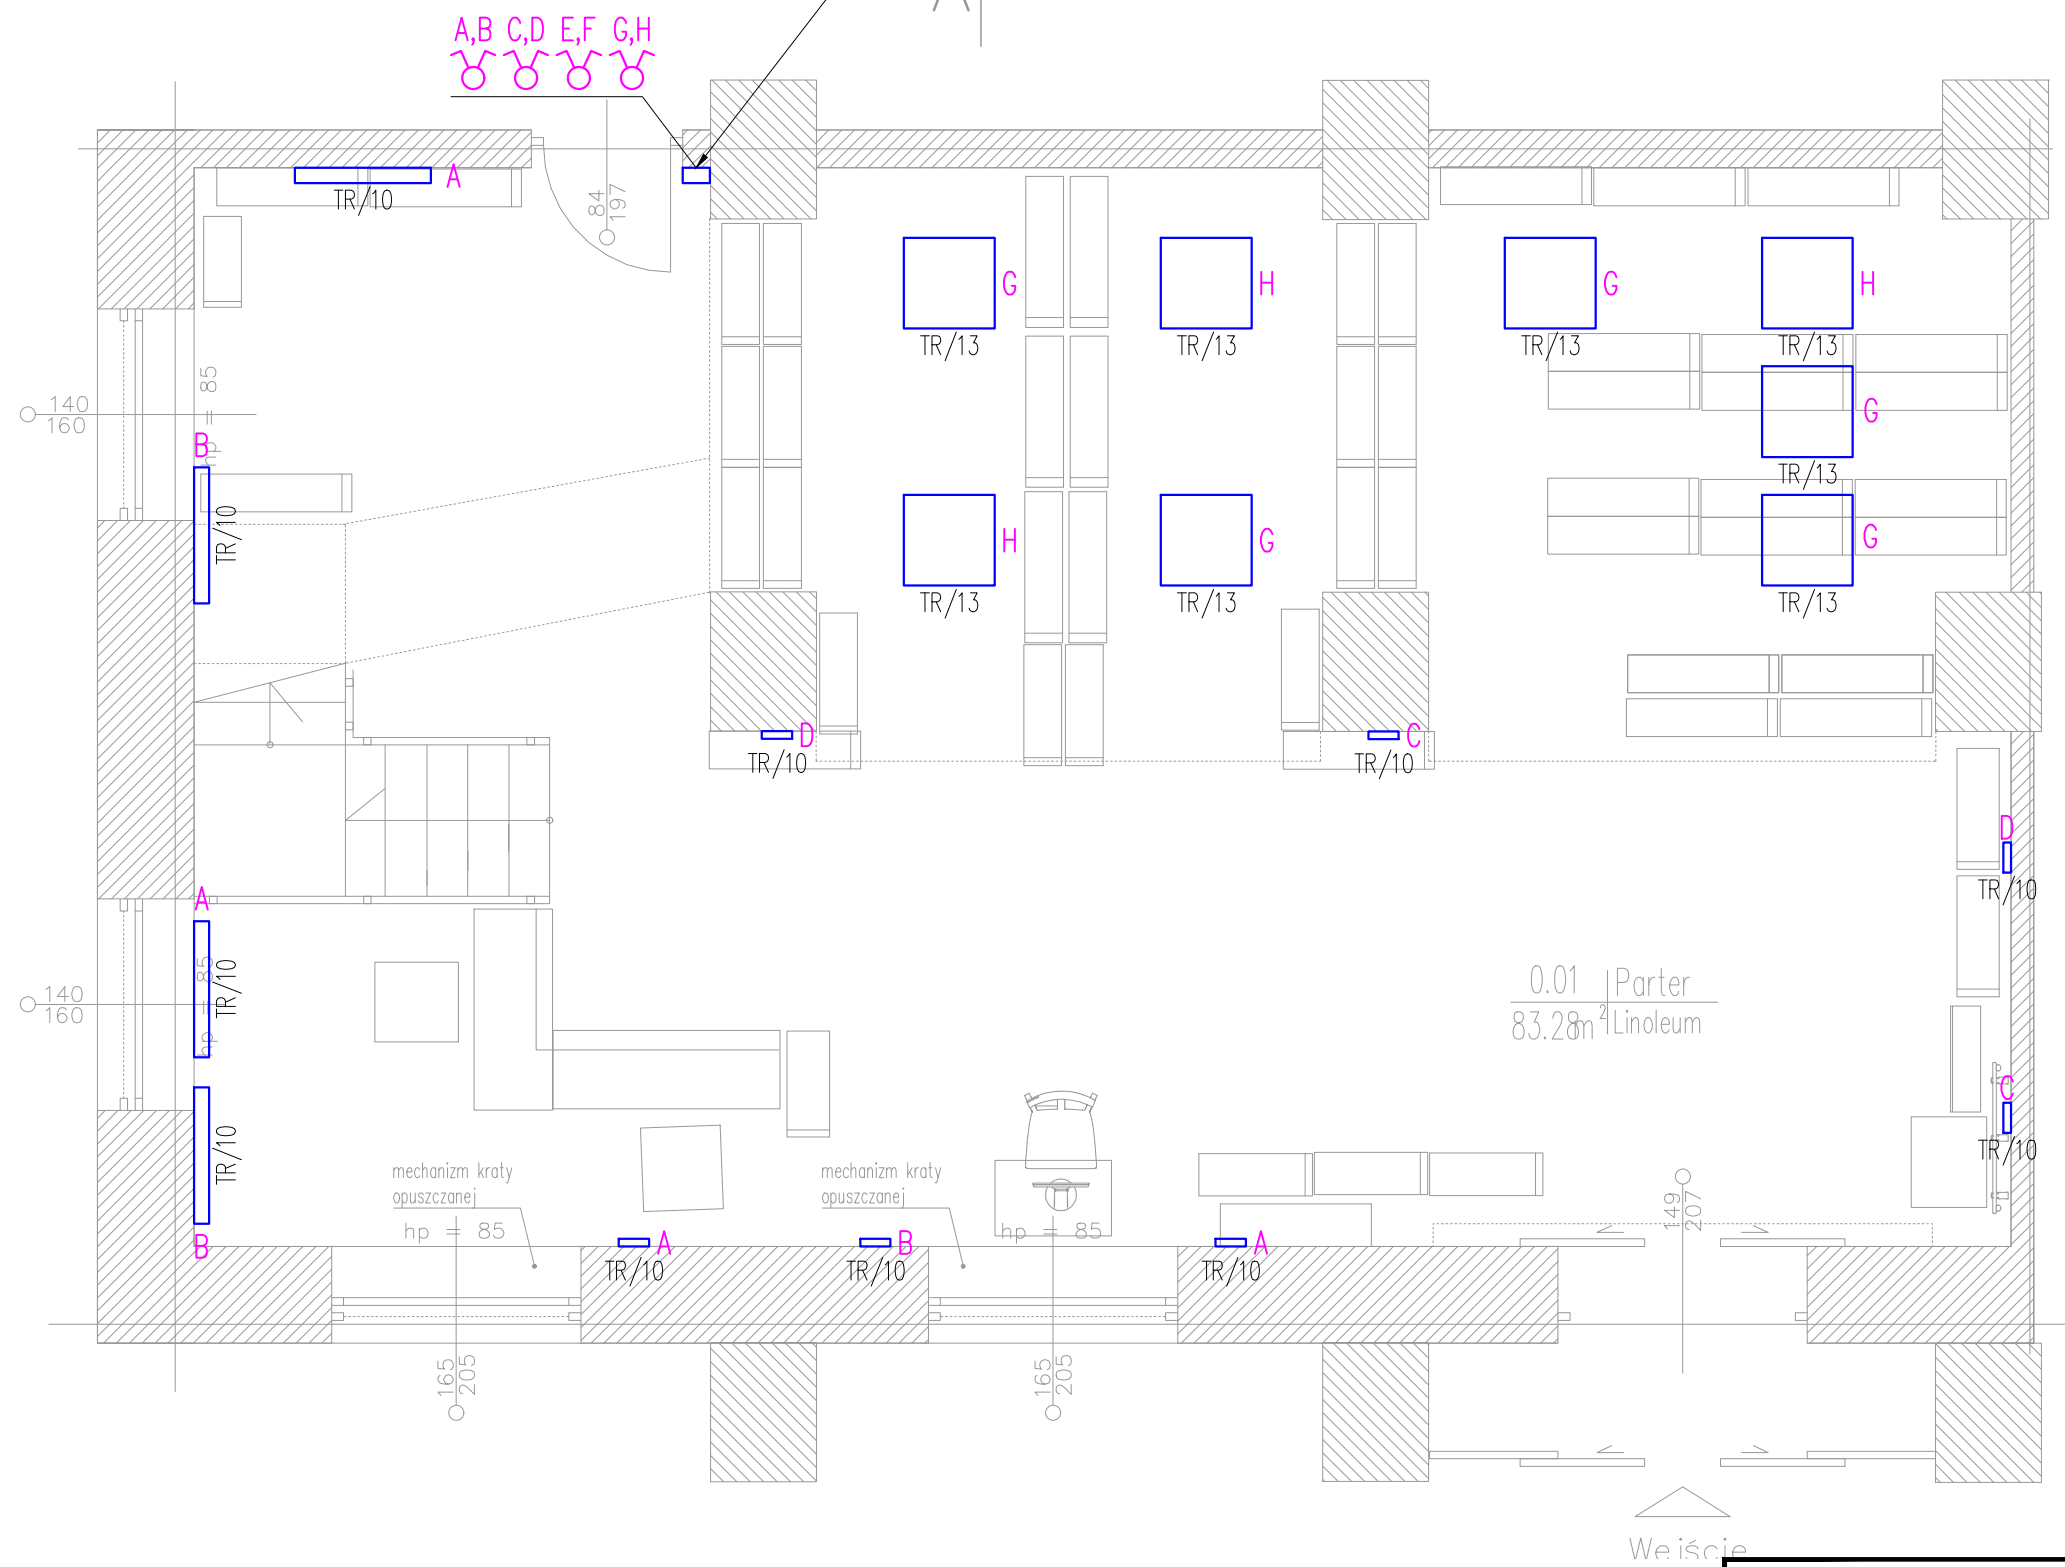 A,B C,D E,F G,H
A
TR/10
84
197
G
TR/13
H
TR/13
G
TR/13
H
TR/13
140
160
hp = 85
B
TR/10
G
TR/13
H
TR/13
G
TR/13
G
TR/13
D
TR/10
C
TR/10
D
TR/10
A
TR/10
140
160
hp = 85
0.01 Parter
83.28m² Linoleum
C
TR/10
TR/10
B
mechanizm kraty
opuszczanej
hp = 85
mechanizm kraty
opuszczanej
hp = 85
149
207
A
TR/10
B
TR/10
A
TR/10
165
205
165
205
Wejście